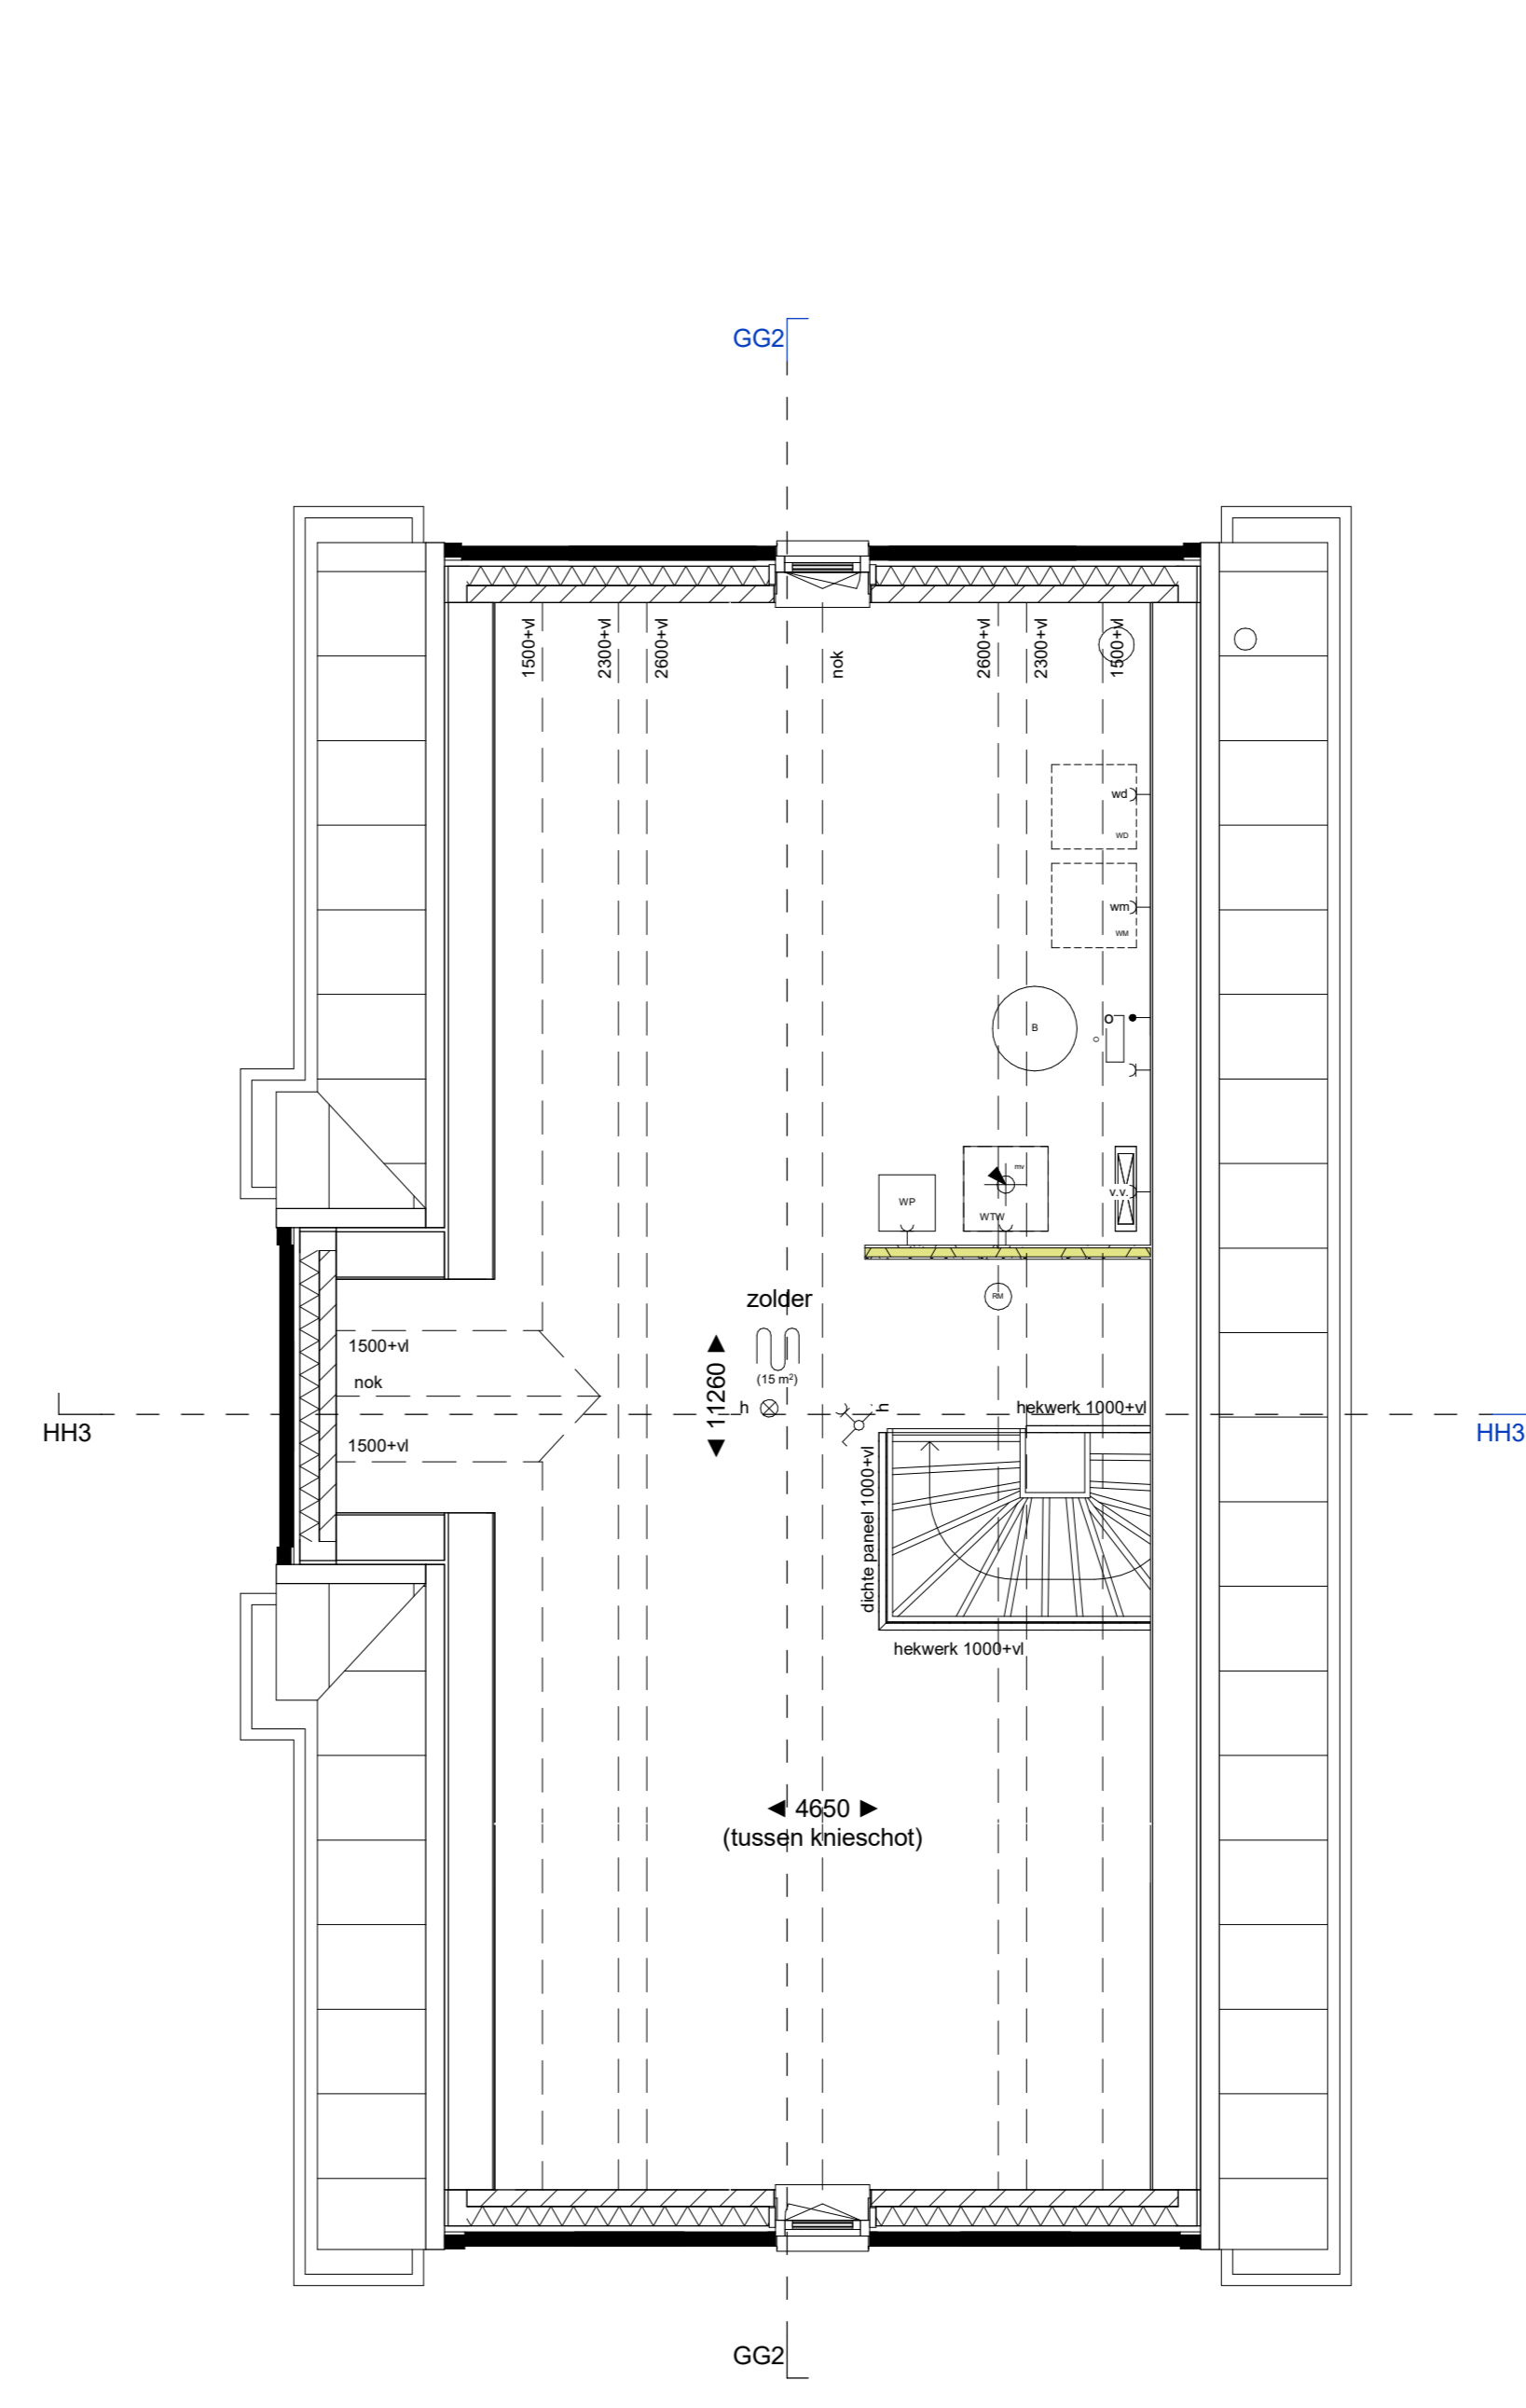 GG2
1500+vl
2300+vl
2600+vl
nok
2600+vl
2300+vl
1500+vl
wd
WD
wm
WM
B
O
O
mv
WP
WTW
v.v.
RM
zolder
(15 m²)
11260
h
h
1500+vl
nok
1500+vl
HH3
HH3
hekwerk 1000+vl
dichte paneel 1000+vl
hekwerk 1000+vl
4650
(tussen knieschot)
GG2